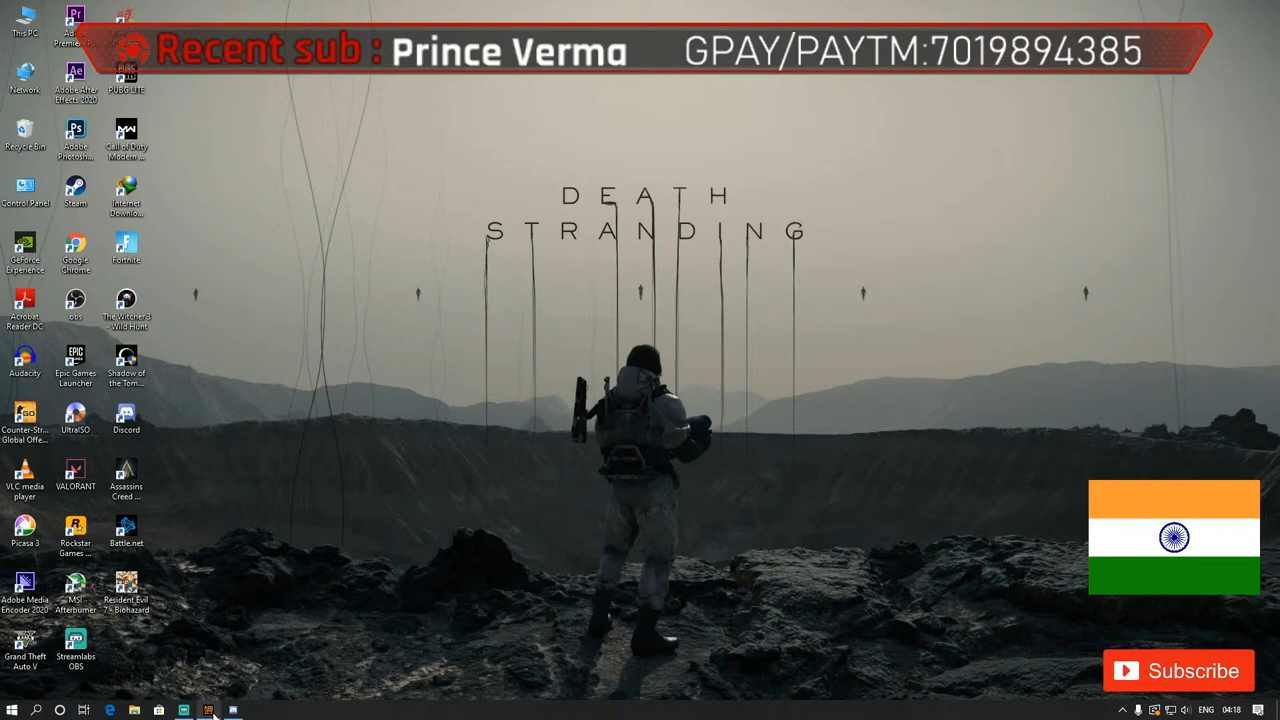 Recent sub : Prince Verma GPAY/PAYTM:7019894385
This PC
Network
Adobe After
Effects 2020
PUBG LITE
Recycle Bin
Adobe
Photosh...
Call of Duty
Modern ...
Control Panel
Steam
Internet
Downlo...
GeForce
Experience
Google
Chrome
Fortnite
Acrobat
Reader DC
obs
The Witcher 3
- Wild Hunt
Audacity
Epic Games
Launcher
Shadow of
the Tom...
Counter-Str...
Global Offe...
UltraISO
Discord
VLC media
player
VALORANT
Assassins
Creed ...
Picasa 3
Rockstar
Games ...
Battle.net
Adobe Media
Encoder 2020
MSI
Afterburner
Resident Evil
7 - Biohazard
Grand Theft
Auto V
Streamlabs
OBS
DEATH
STRANDING
Subscribe
ENG 04:18